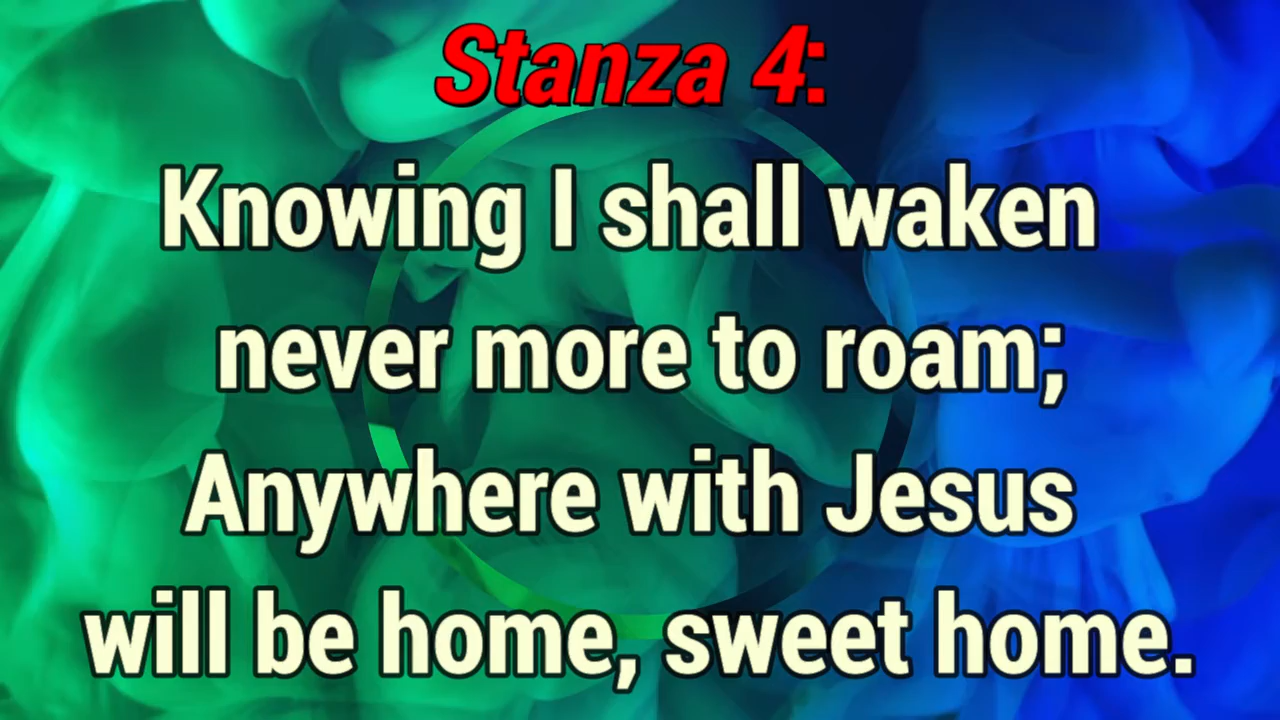 Stanza 4:
Knowing I shall waken
never more to roam;
Anywhere with Jesus
will be home, sweet home.